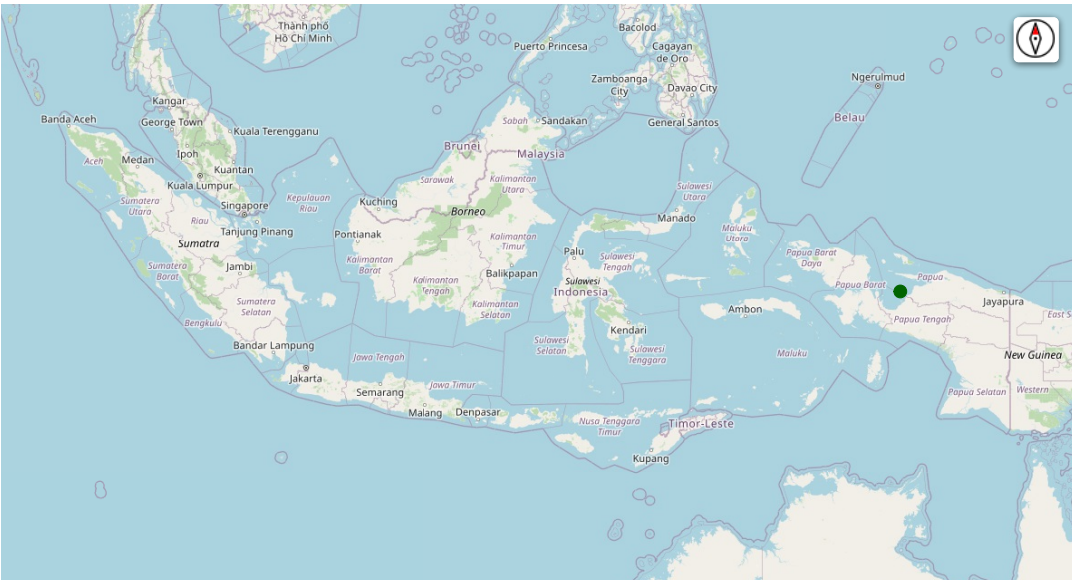 Thành phố
Hồ Chí Minh
Bacolod
Puerto Princesa
Cagayan
de Oro
Zamboanga
City
Davao City
Ngerulmud
Kangar
Banda Aceh
George Town
Kuala Terengganu
Sabah
Sandakan
General Santos
Belau
Ipoh
Brunei
Malaysia
Aceh
Medan
Kuantan
Kuala Lumpur
Sarawak
Kalimantan
Utara
Sulawesi
Utara
Sumatera
Utara
Kepulauan
Riau
Kuching
Singapore
Riau
Borneo
Manado
Tanjung Pinang
Pontianak
Maluku
Utara
Sumatra
Kalimantan
Timur
Palu
Papua Barat
Daya
Sumatera
Barat
Jambi
Kalimantan
Barat
Sulawesi
Tengah
Balikpapan
Sulawesi
Indonesia
Papua
Papua Barat
Kalimantan
Tengah
Sumatera
Selatan
Kalimantan
Selatan
Jayapura
Ambon
East S
Bengkulu
Kendari
Papua Tengah
Bandar Lampung
Sulawesi
Selatan
Sulawesi
Tenggara
Maluku
New Guinea
Jawa Tengah
Jakarta
Jawa Timur
Semarang
Papua Selatan
Western
Malang
Denpasar
Nusa Tenggara
Timur
Timor-Leste
Kupang